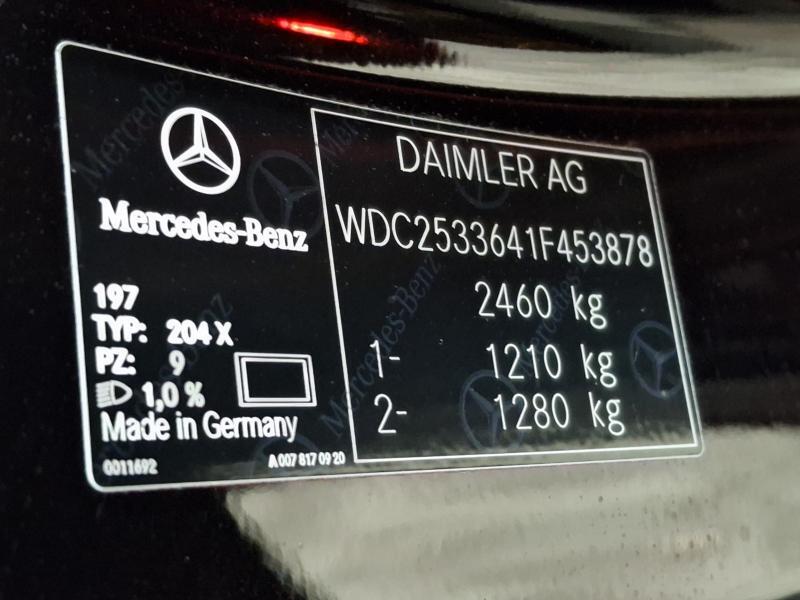 Mercedes-Benz
197
TYP: 204 X
PZ: 9
1,0 %
Made in Germany
0011692
A 007 817 09 20
DAIMLER AG
WDC2533641F453878
2460 kg
1- 1210 kg
2- 1280 kg